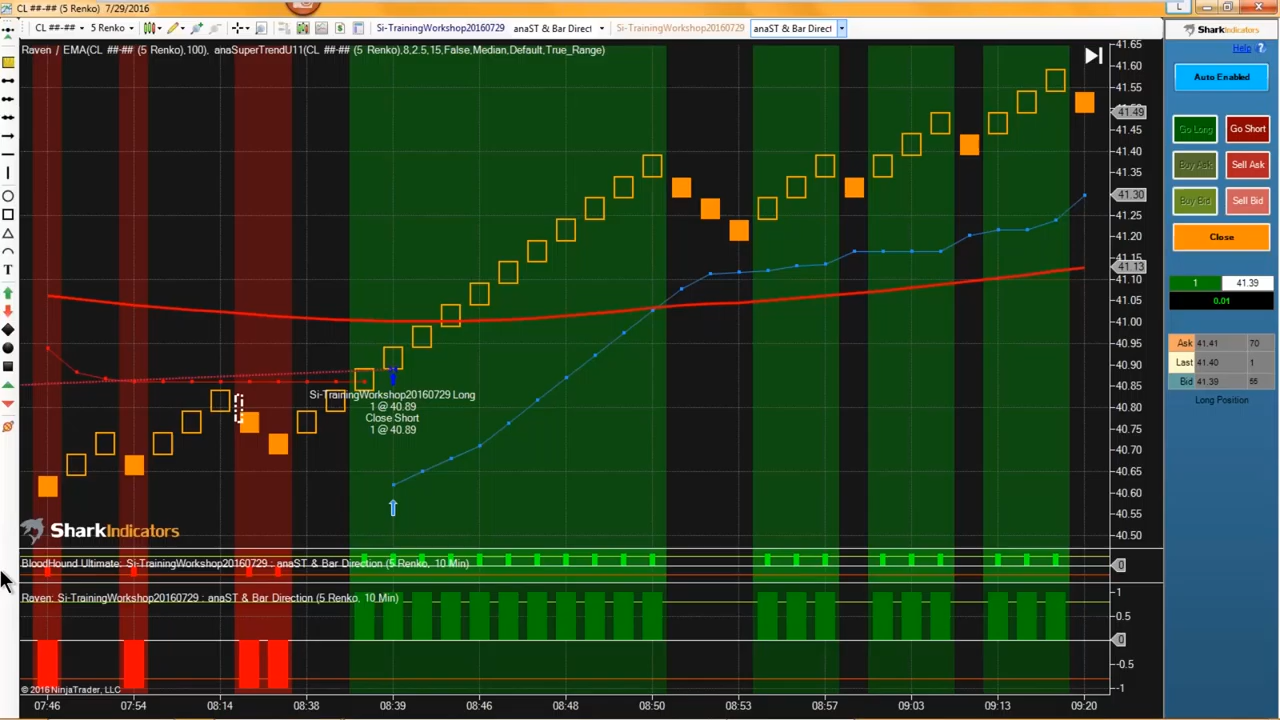 CL ##-## (5 Renko) 7/29/2016
CL ##-## 5 Renko Si-TrainingWorkshop20160729 anaST & Bar Direct Si-TrainingWorkshop20160729 anaST & Bar Direct
Raven / EMA(CL ##-## (5 Renko),100), anaSuperTrendU11(CL ##-## (5 Renko),8,2.5,15,False,Median,Default,True_Range)
41.65
41.60
41.55
41.49
41.45
41.40
41.35
41.30
41.25
41.20
41.15
41.13
41.10
41.05
41.00
40.95
40.90
40.85
40.80
40.75
40.70
40.65
40.60
40.55
40.50
Si-TrainingWorkshop20160729 Long
1 @ 40.89
Close Short
1 @ 40.89
SharkIndicators
BloodHound Ultimate: Si-TrainingWorkshop20160729 : anaST & Bar Direction (5 Renko, 10 Min)
0
Raven: Si-TrainingWorkshop20160729 : anaST & Bar Direction (5 Renko, 10 Min)
1
0.5
0
-0.5
-1
© 2016 NinjaTrader, LLC
07:46 07:54 08:14 08:38 08:39 08:46 08:48 08:50 08:53 08:57 09:03 09:13 09:20
L
SharkIndicators
Help ?
Auto Enabled
Go Long Go Short
Buy Ask Sell Ask
Buy Bid Sell Bid
Close
1 41.39
0.01
Ask 41.41 70
Last 41.40 1
Bid 41.39 55
Long Position